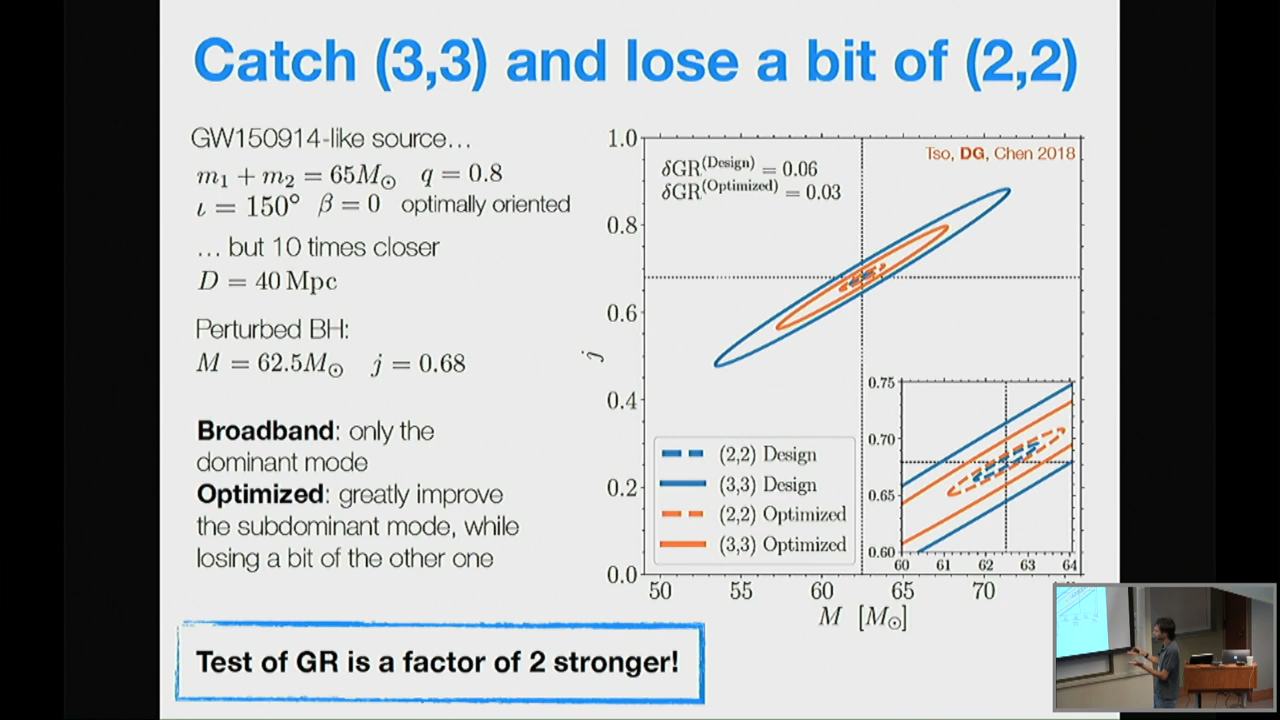 Catch (3,3) and lose a bit of (2,2)
GW150914-like source…
m₁ + m₂ = 65M⊙ q = 0.8
ι = 150° β = 0 optimally oriented
… but 10 times closer
D = 40 Mpc
Perturbed BH:
M = 62.5M⊙ j = 0.68
Broadband: only the
dominant mode
Optimized: greatly improve
the subdominant mode, while
losing a bit of the other one
Test of GR is a factor of 2 stronger!
Tso, DG, Chen 2018
δGR^(Design) = 0.06
δGR^(Optimized) = 0.03
1.0
0.8
0.6
0.4
0.2
0.0
j
50 55 60 65 70
M [M⊙]
(2,2) Design
(3,3) Design
(2,2) Optimized
(3,3) Optimized
0.75
0.70
0.65
0.60
60 61 62 63 64